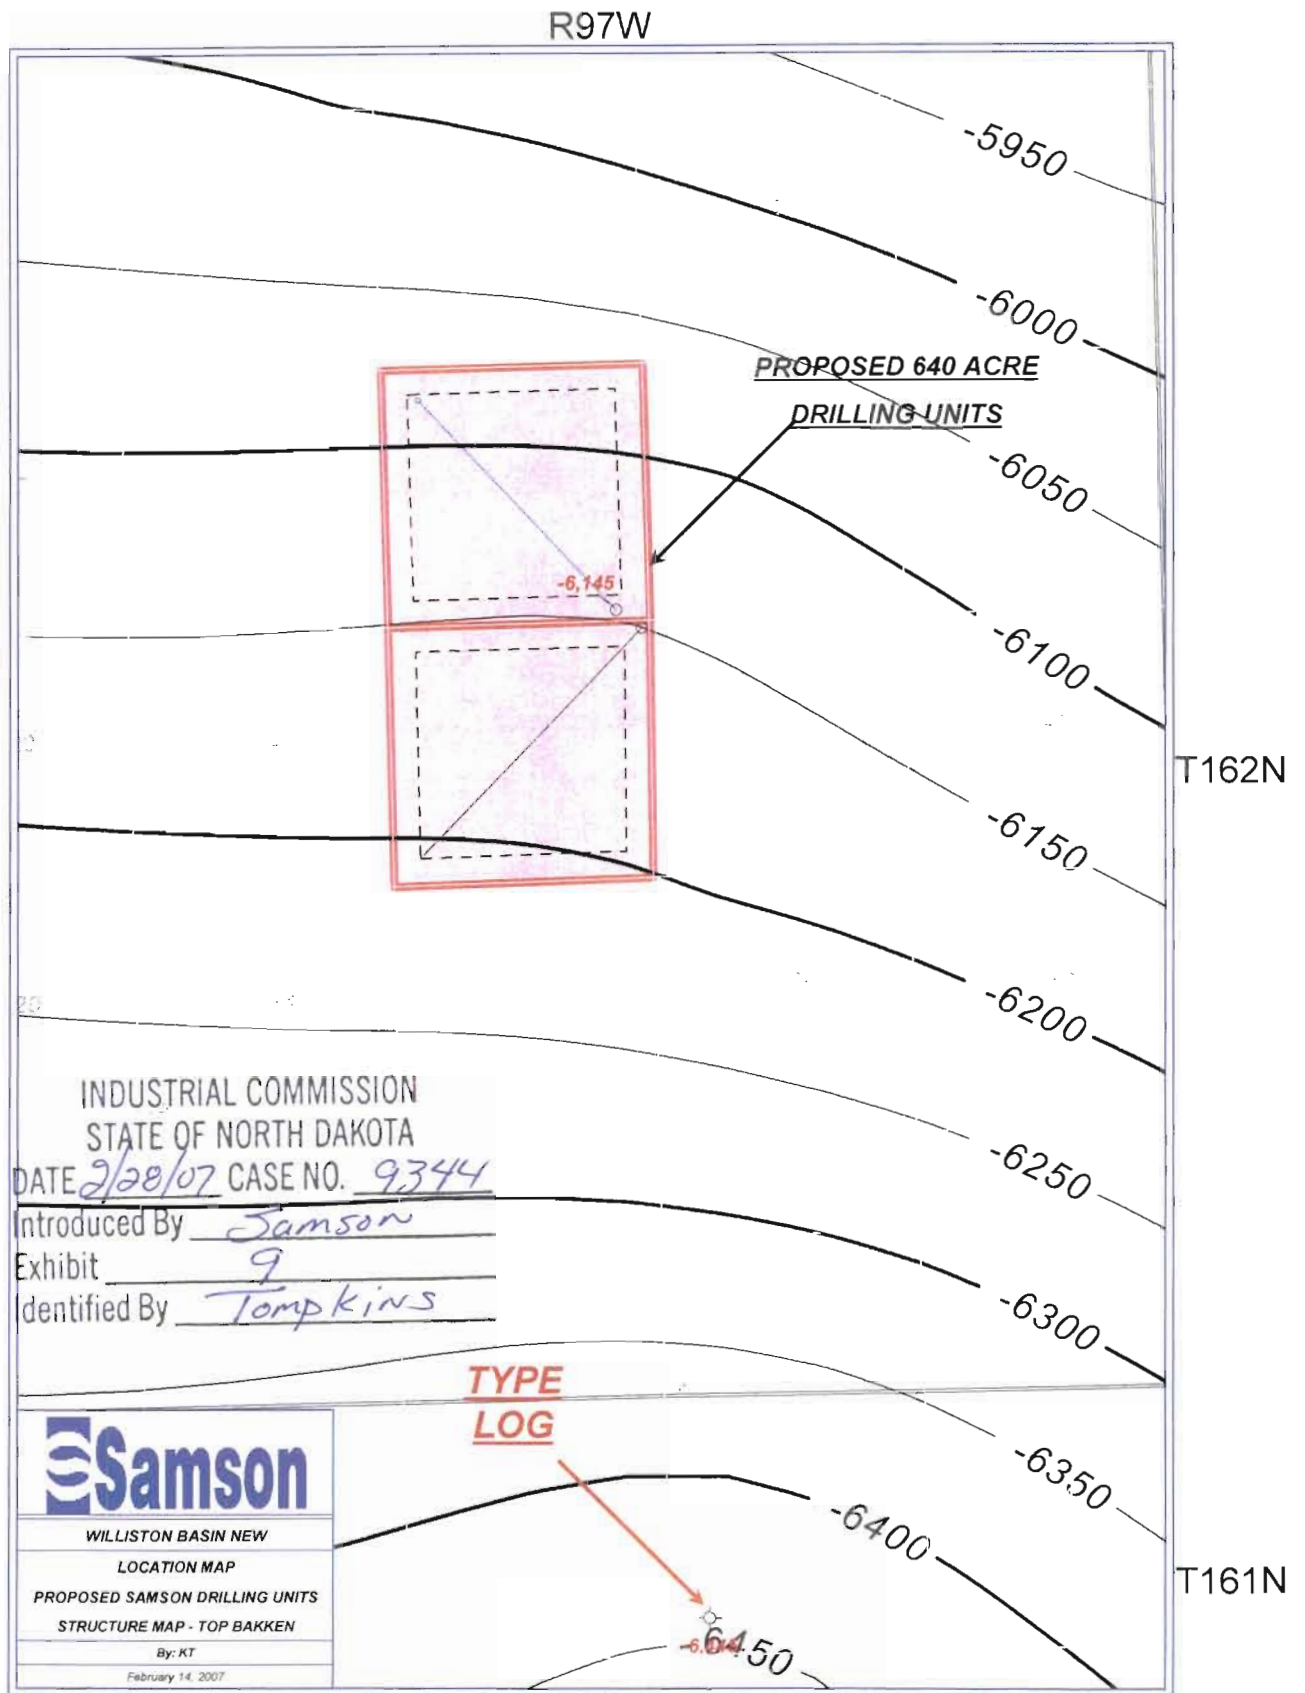 R97W
-5950
-6000
PROPOSED 640 ACRE
DRILLING UNITS
-6050
-6,145
-6100
T162N
-6150
-6200
20
INDUSTRIAL COMMISSION
STATE OF NORTH DAKOTA
DATE 2/28/07 CASE NO. 9344
Introduced By Samson
Exhibit 9
Identified By Tompkins
-6250
-6300
TYPE
LOG
-6350
-6400
T161N
-6450
Samson
WILLISTON BASIN NEW
LOCATION MAP
PROPOSED SAMSON DRILLING UNITS
STRUCTURE MAP - TOP BAKKEN
By: KT
February 14, 2007